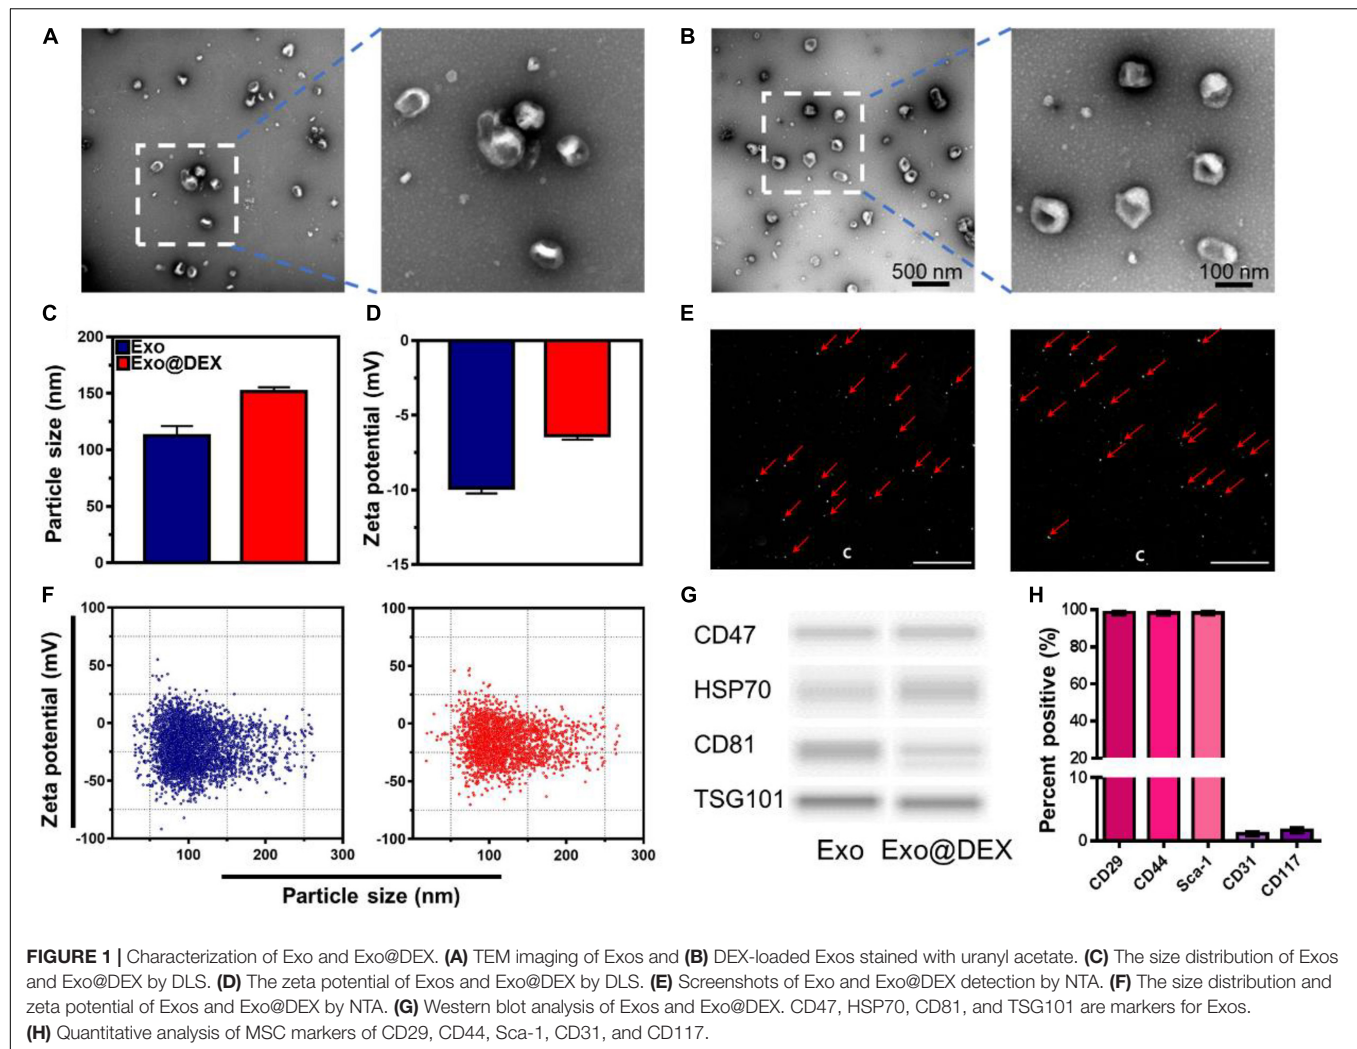 A
B
500 nm
100 nm
C
Particle size (nm)
200
150
100
50
0
Exo
Exo@DEX
D
Zeta potential (mV)
0
-5
-10
-15
E
C
C
F
Zeta potential (mV)
100
50
0
-50
-100
100
200
300
100
50
0
-50
-100
100
200
300
Particle size (nm)
G
CD47
HSP70
CD81
TSG101
Exo Exo@DEX
H
Percent positive (%)
100
80
60
40
20
10
0
CD29
CD44
Sca-1
CD31
CD117
FIGURE 1 | Characterization of Exo and Exo@DEX. (A) TEM imaging of Exos and (B) DEX-loaded Exos stained with uranyl acetate. (C) The size distribution of Exos
and Exo@DEX by DLS. (D) The zeta potential of Exos and Exo@DEX by DLS. (E) Screenshots of Exo and Exo@DEX detection by NTA. (F) The size distribution and
zeta potential of Exos and Exo@DEX by NTA. (G) Western blot analysis of Exos and Exo@DEX. CD47, HSP70, CD81, and TSG101 are markers for Exos.
(H) Quantitative analysis of MSC markers of CD29, CD44, Sca-1, CD31, and CD117.